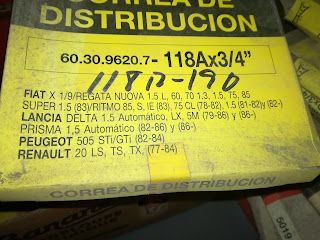 CORREA DE
DISTRIBUCION
60.30.9620.7-118Ax3/4"
118R-190
FIAT X 1/9/REGATA NUOVA 1.5 L, 60, 70 1.3, 1.5, 75, 85
SUPER 1.5 (83)/RITMO 85, S, IE (83), 75 CL (78-82), 1.5 (81-82)y (82-)
LANCIA DELTA 1.5 Automático, LX, 5M (79-86) y (86-)
PRISMA 1,5 Automático (82-86) y (86-)
PEUGEOT 505 STi/GTi (82-84)
RENAULT 20 LS, TS, TX, (77-84)
CORREA DE DISTRIBUCION
5019